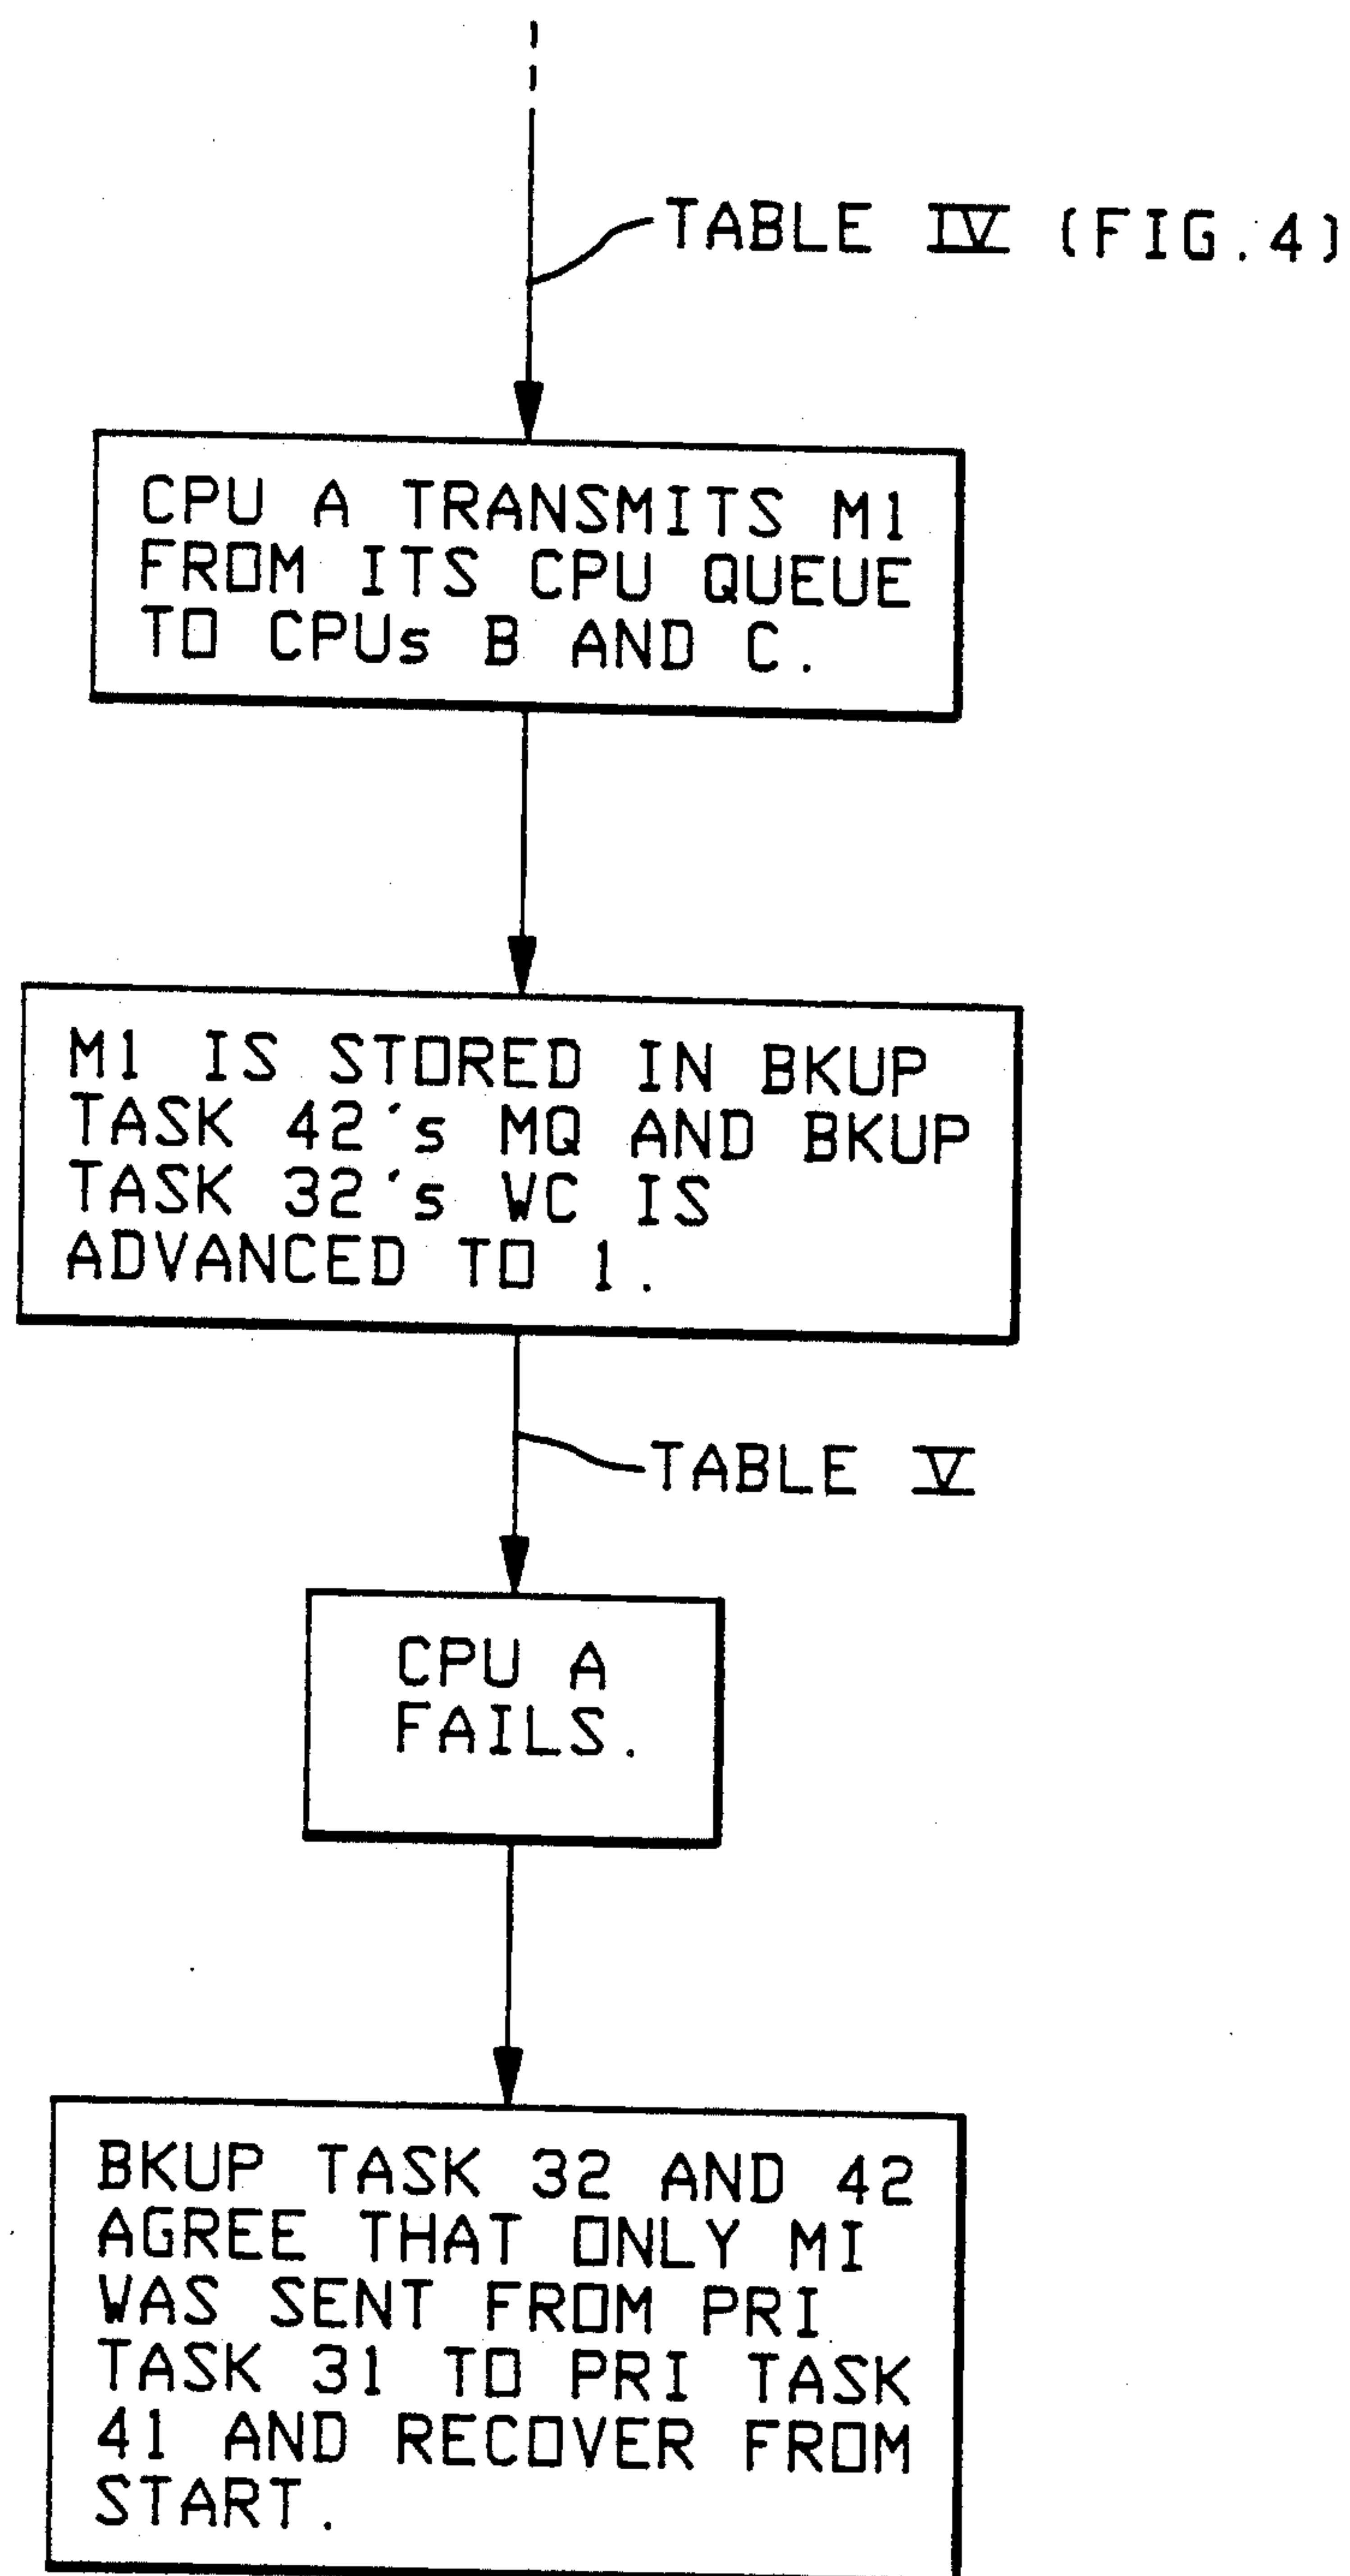 TABLE IV (FIG. 4)
CPU A TRANSMITS M1
FROM ITS CPU QUEUE
TO CPUs B AND C.
M1 IS STORED IN BKUP
TASK 42's MQ AND BKUP
TASK 32's WC IS
ADVANCED TO 1.
TABLE V
CPU A
FAILS.
BKUP TASK 32 AND 42
AGREE THAT ONLY MI
WAS SENT FROM PRI
TASK 31 TO PRI TASK
41 AND RECOVER FROM
START.